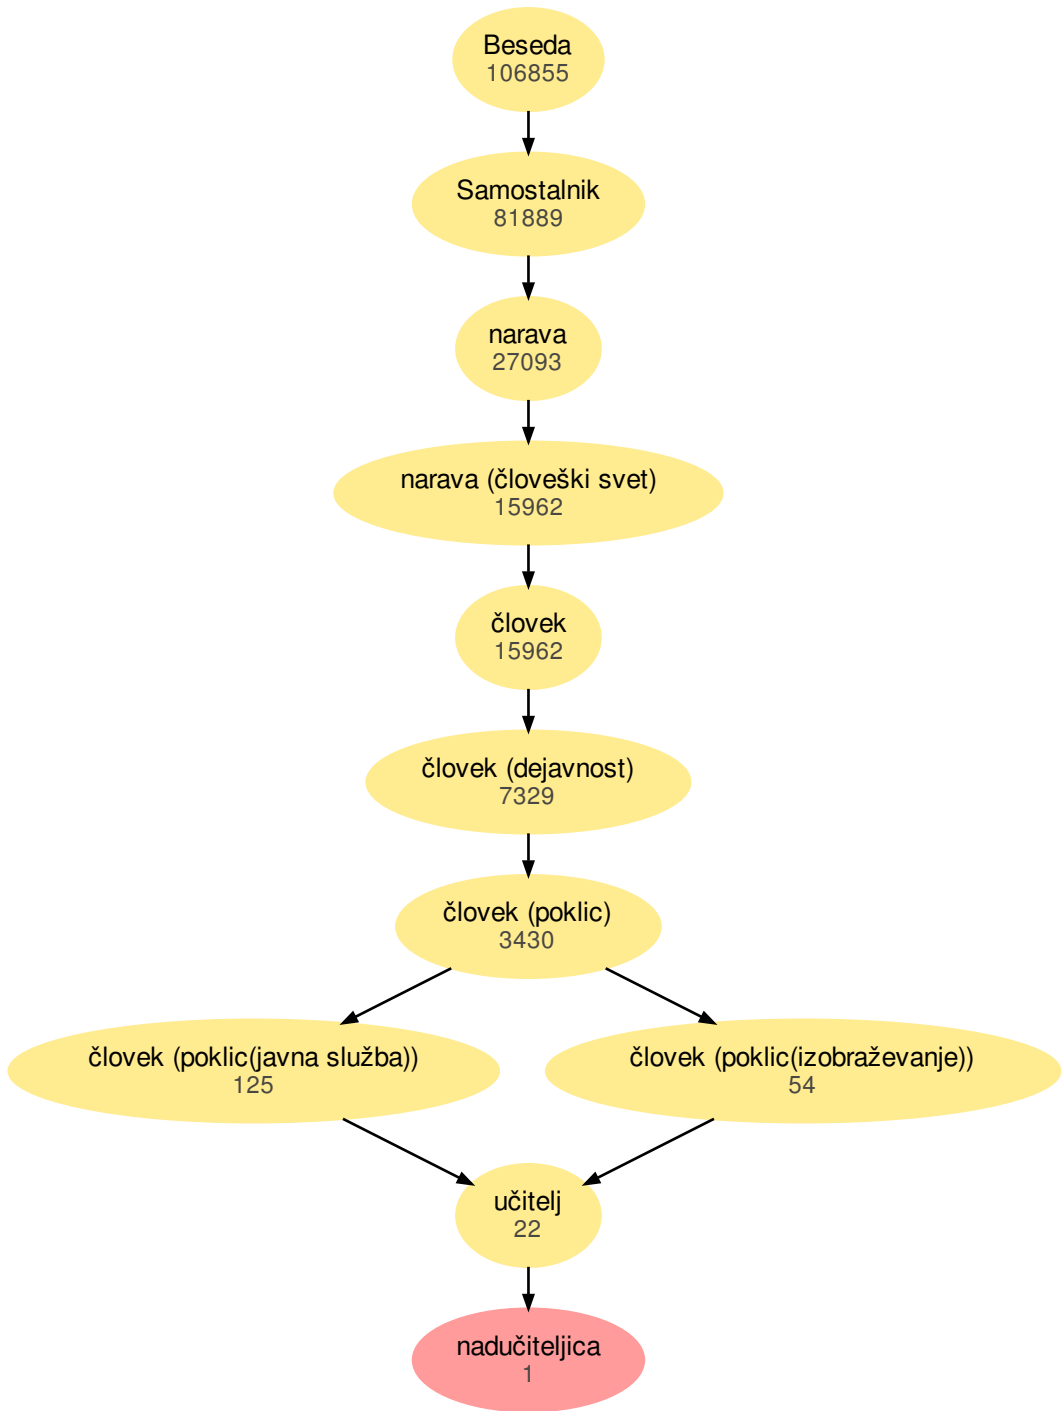 Beseda
106855
Samostalnik
81889
narava
27093
narava (človeški svet)
15962
človek
15962
človek (dejavnost)
7329
človek (poklic)
3430
človek (poklic(javna služba))
125
človek (poklic(izobraževanje))
54
učitelj
22
nadučiteljica
1